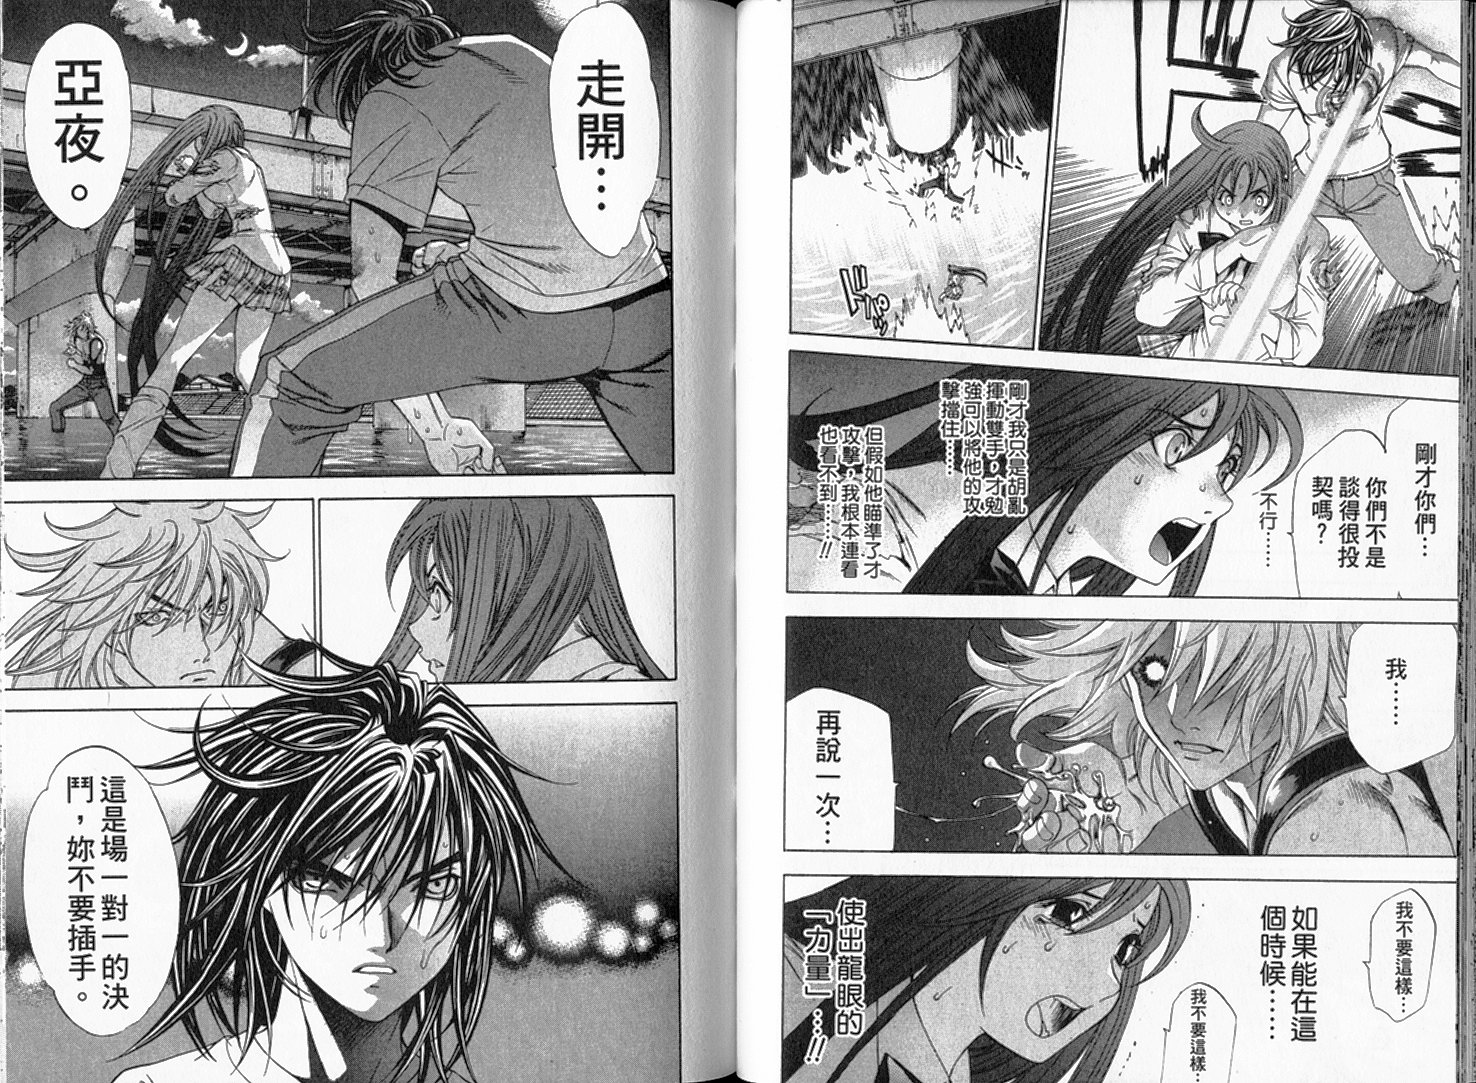 ドパッ
剛才你們…
你們不是
談得很投
契嗎?
不行……
剛才我只是胡亂
揮動雙手。才勉
強可以將他的攻
擊擋住……
但假如他瞄準了才
攻擊，我根本連看
也看不到……!!
我……
再說一次…
我不要這樣…
如果能在這
個時候……
我不要這樣…
使出龍眼的
「力量」…!!
走開…
亞夜。
這是場一對一的決
鬥，妳不要插手。